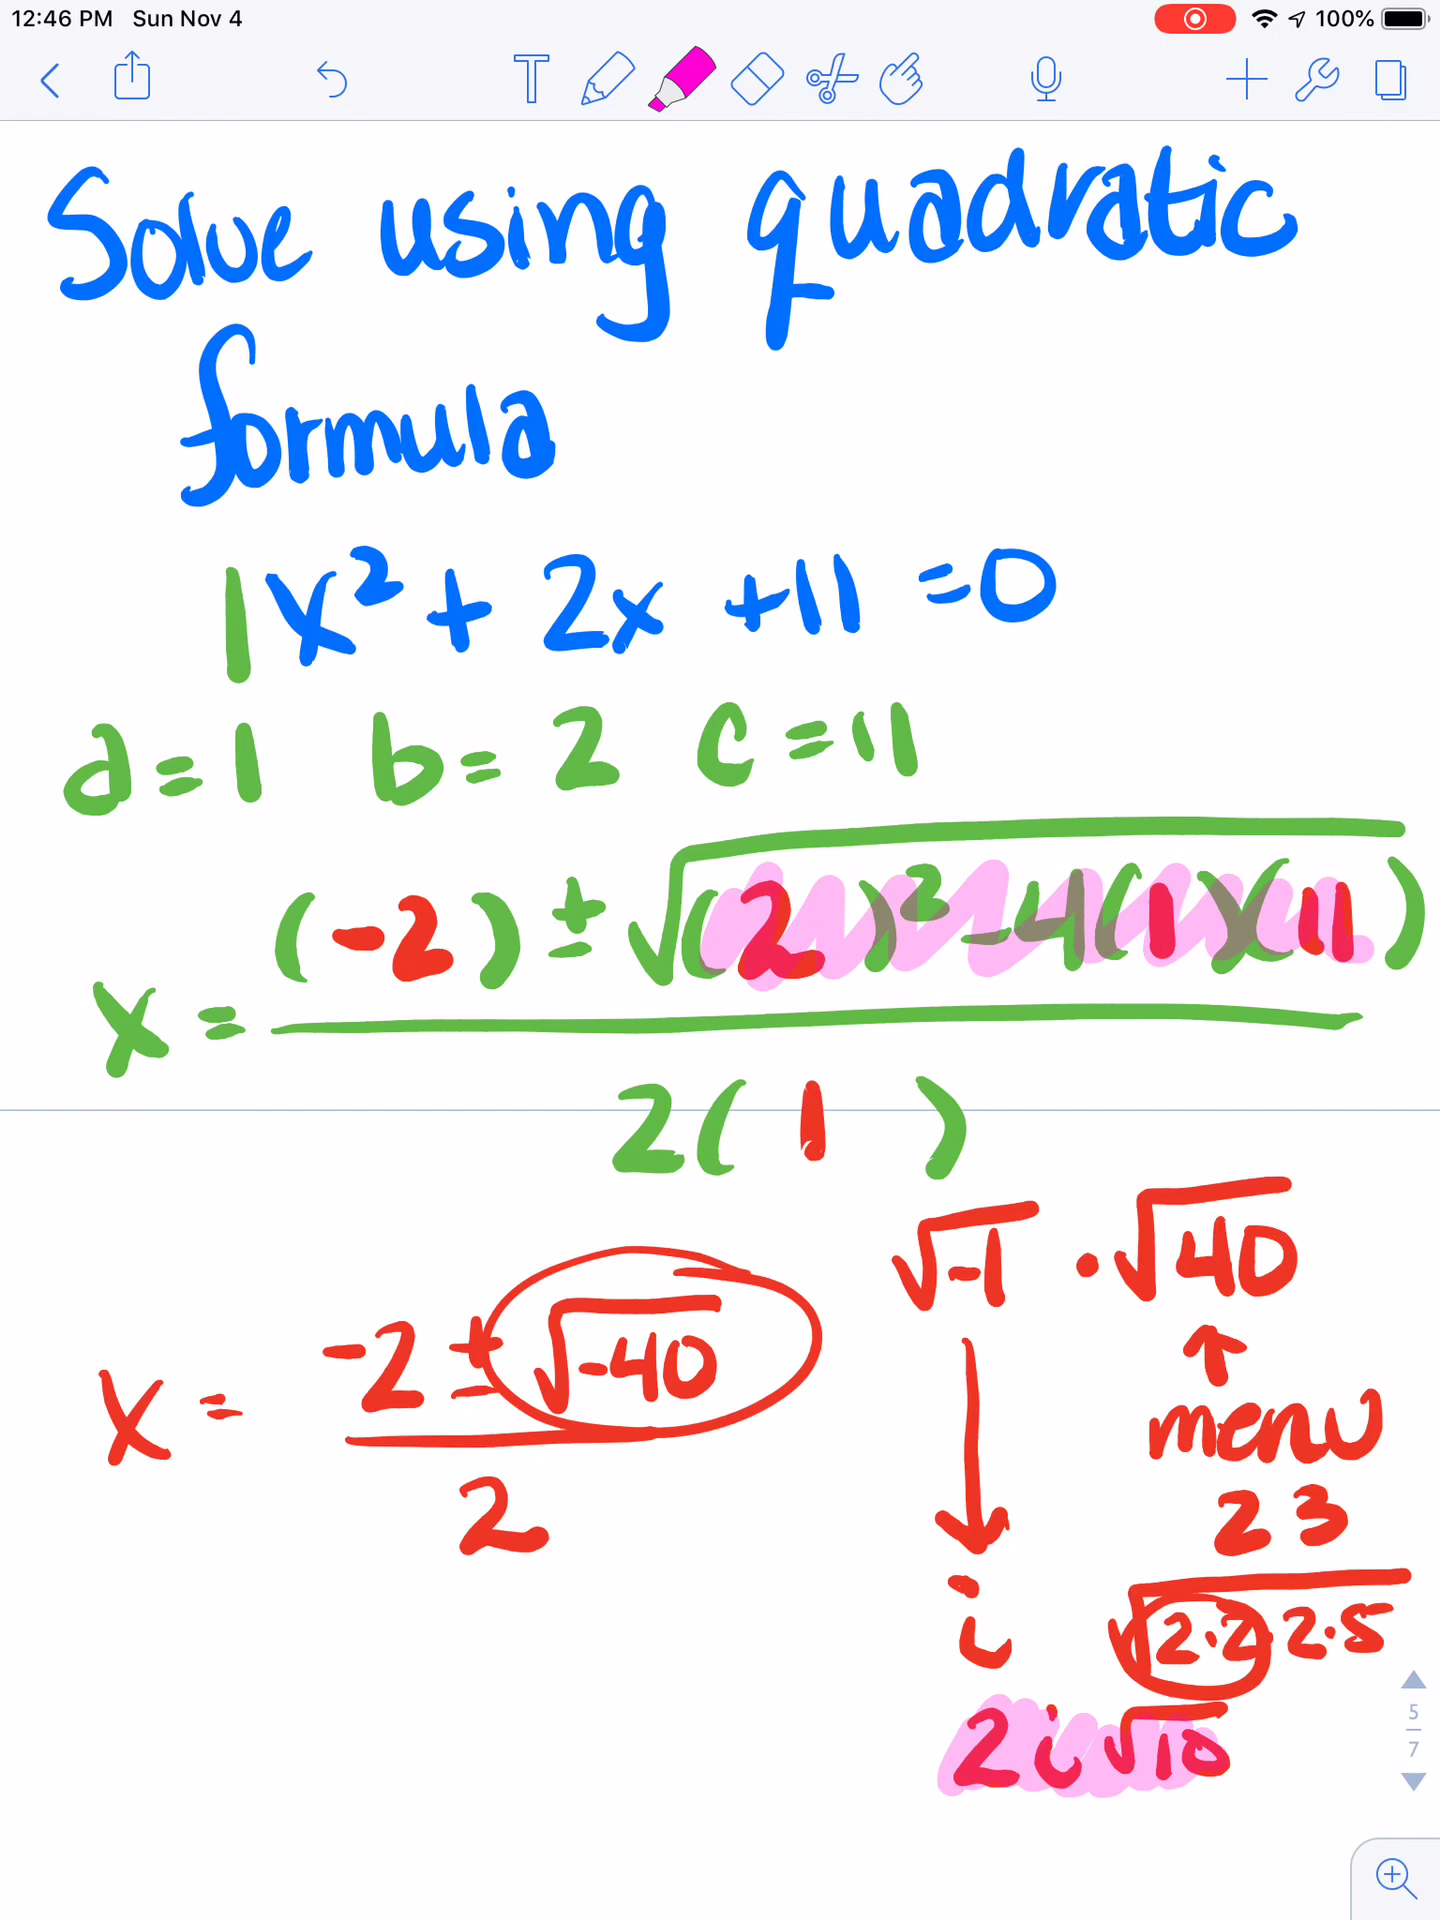 12:46 PM Sun Nov 4 100%
T
Solve using quadratic
formula
1x² + 2x +11 =0
a=1 b=2 c=11
x = (-2) ± √(2)²-4(1)(11)
2(1)
√-1 · √40
x = -2 ± √-40
2
menu
2 3
i √2·2·2·5
2i√10
5
7